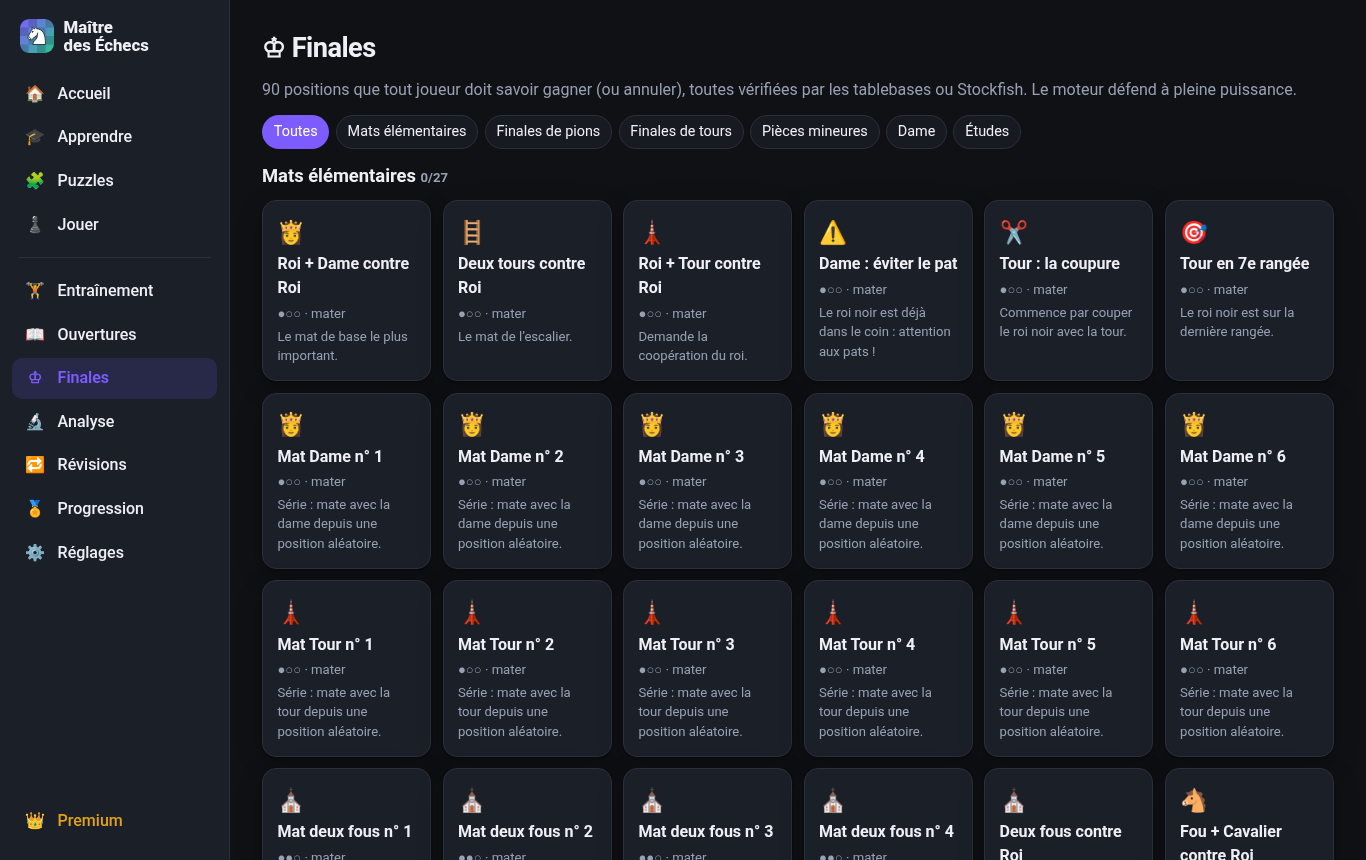 Maître
des Échecs
Accueil
Apprendre
Puzzles
Jouer
Entraînement
Ouvertures
Finales
Analyse
Révisions
Progression
Réglages
Premium
♔ Finales
90 positions que tout joueur doit savoir gagner (ou annuler), toutes vérifiées par les tablebases ou Stockfish. Le moteur défend à pleine puissance.
Toutes
Mats élémentaires
Finales de pions
Finales de tours
Pièces mineures
Dame
Études
Mats élémentaires 0/27
Roi + Dame contre
Roi
●○○ · mater
Le mat de base le plus
important.
Deux tours contre
Roi
●○○ · mater
Le mat de l'escalier.
Roi + Tour contre
Roi
●○○ · mater
Demande la
coopération du roi.
Dame : éviter le pat
●○○ · mater
Le roi noir est déjà
dans le coin : attention
aux pats !
Tour : la coupure
●○○ · mater
Commence par couper
le roi noir avec la tour.
Tour en 7e rangée
●○○ · mater
Le roi noir est sur la
dernière rangée.
Mat Dame n° 1
●○○ · mater
Série : mate avec la
dame depuis une
position aléatoire.
Mat Dame n° 2
●○○ · mater
Série : mate avec la
dame depuis une
position aléatoire.
Mat Dame n° 3
●○○ · mater
Série : mate avec la
dame depuis une
position aléatoire.
Mat Dame n° 4
●○○ · mater
Série : mate avec la
dame depuis une
position aléatoire.
Mat Dame n° 5
●○○ · mater
Série : mate avec la
dame depuis une
position aléatoire.
Mat Dame n° 6
●○○ · mater
Série : mate avec la
dame depuis une
position aléatoire.
Mat Tour n° 1
●○○ · mater
Série : mate avec la
tour depuis une
position aléatoire.
Mat Tour n° 2
●○○ · mater
Série : mate avec la
tour depuis une
position aléatoire.
Mat Tour n° 3
●○○ · mater
Série : mate avec la
tour depuis une
position aléatoire.
Mat Tour n° 4
●○○ · mater
Série : mate avec la
tour depuis une
position aléatoire.
Mat Tour n° 5
●○○ · mater
Série : mate avec la
tour depuis une
position aléatoire.
Mat Tour n° 6
●○○ · mater
Série : mate avec la
tour depuis une
position aléatoire.
Mat deux fous n° 1
●●○ · mater
Mat deux fous n° 2
●●○ · mater
Mat deux fous n° 3
●●○ · mater
Mat deux fous n° 4
●●○ · mater
Deux fous contre
Roi
Fou + Cavalier
contre Roi